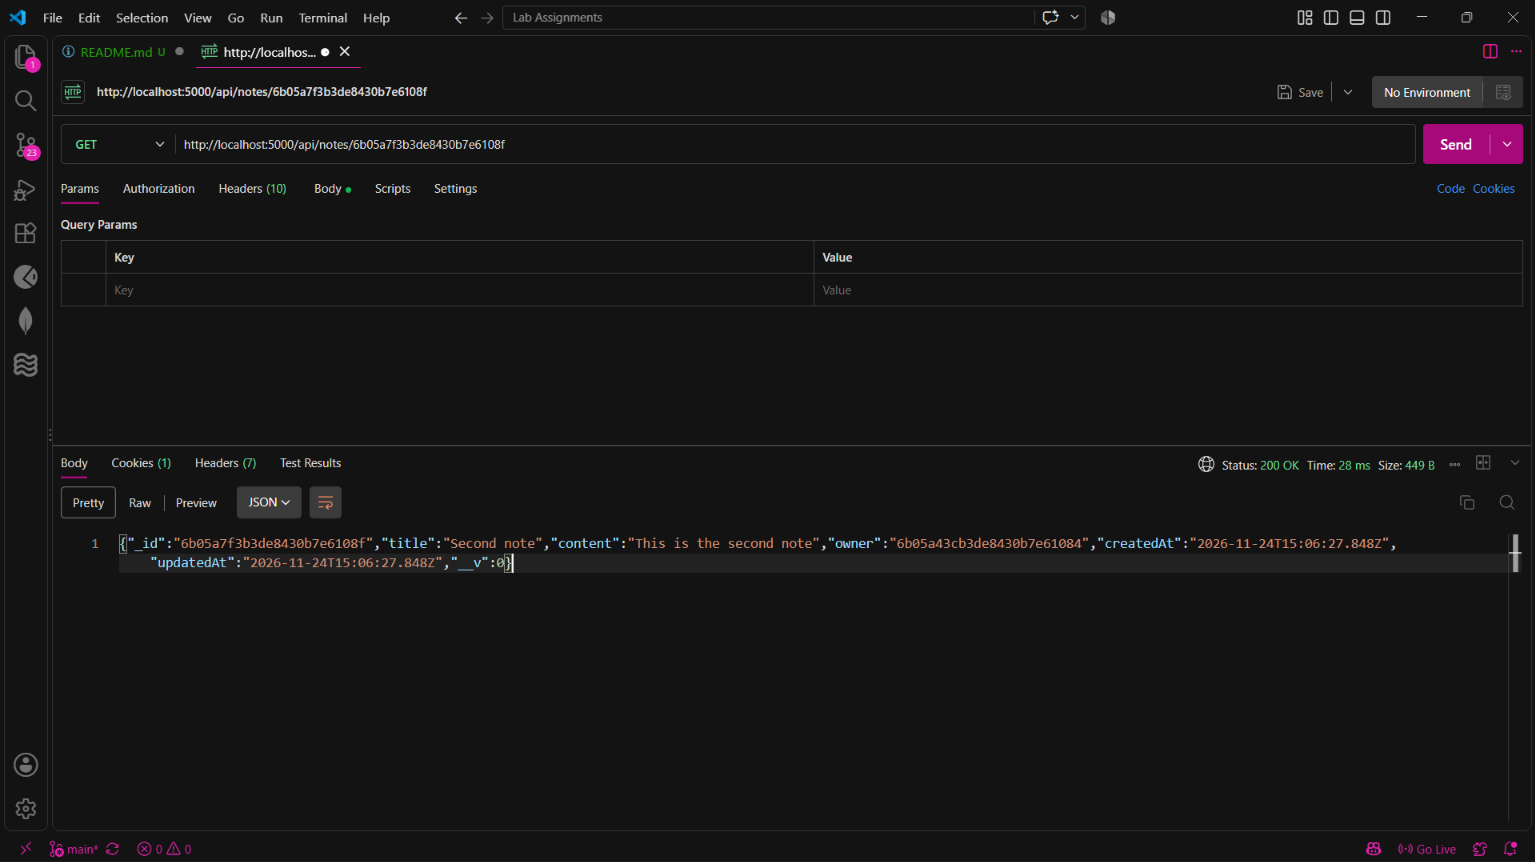 File Edit Selection View Go Run Terminal Help
Lab Assignments
README.md U
http://localhos...
1
HTTP http://localhost:5000/api/notes/6b05a7f3b3de8430b7e6108f
Save
No Environment
GET
http://localhost:5000/api/notes/6b05a7f3b3de8430b7e6108f
Send
23
Params Authorization Headers (10) Body Scripts Settings
Code Cookies
Query Params
Key Value
Key Value
Body Cookies (1) Headers (7) Test Results
Status: 200 OK Time: 28 ms Size: 449 B
Pretty Raw Preview JSON
1 {"_id":"6b05a7f3b3de8430b7e6108f","title":"Second note","content":"This is the second note","owner":"6b05a43cb3de8430b7e61084","createdAt":"2026-11-24T15:06:27.848Z",
"updatedAt":"2026-11-24T15:06:27.848Z","__v":0}
main* 0 0
Go Live